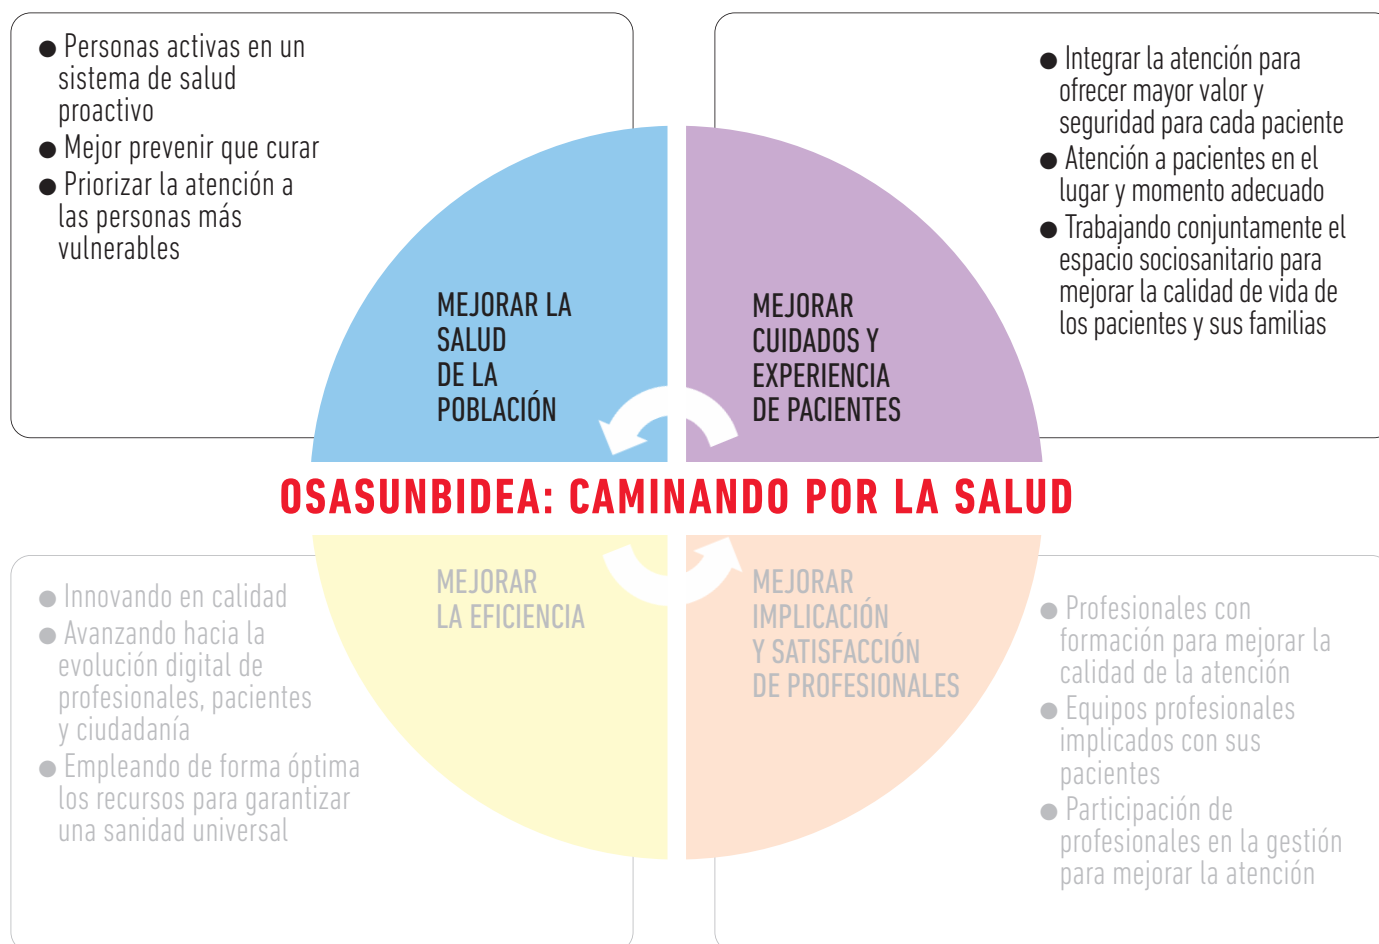 ● Personas activas en un
sistema de salud
proactivo
● Mejor prevenir que curar
● Priorizar la atención a
las personas más
vulnerables
● Integrar la atención para
ofrecer mayor valor y
seguridad para cada paciente
● Atención a pacientes en el
lugar y momento adecuado
● Trabajando conjuntamente el
espacio sociosanitario para
mejorar la calidad de vida de
los pacientes y sus familias
MEJORAR LA
SALUD
DE LA
POBLACIÓN
MEJORAR
CUIDADOS Y
EXPERIENCIA
DE PACIENTES
OSASUNBIDEA: CAMINANDO POR LA SALUD
MEJORAR
LA EFICIENCIA
MEJORAR
IMPLICACIÓN
Y SATISFACCIÓN
DE PROFESIONALES
● Innovando en calidad
● Avanzando hacia la
evolución digital de
profesionales, pacientes
y ciudadanía
● Empleando de forma óptima
los recursos para garantizar
una sanidad universal
● Profesionales con
formación para mejorar la
calidad de la atención
● Equipos profesionales
implicados con sus
pacientes
● Participación de
profesionales en la gestión
para mejorar la atención